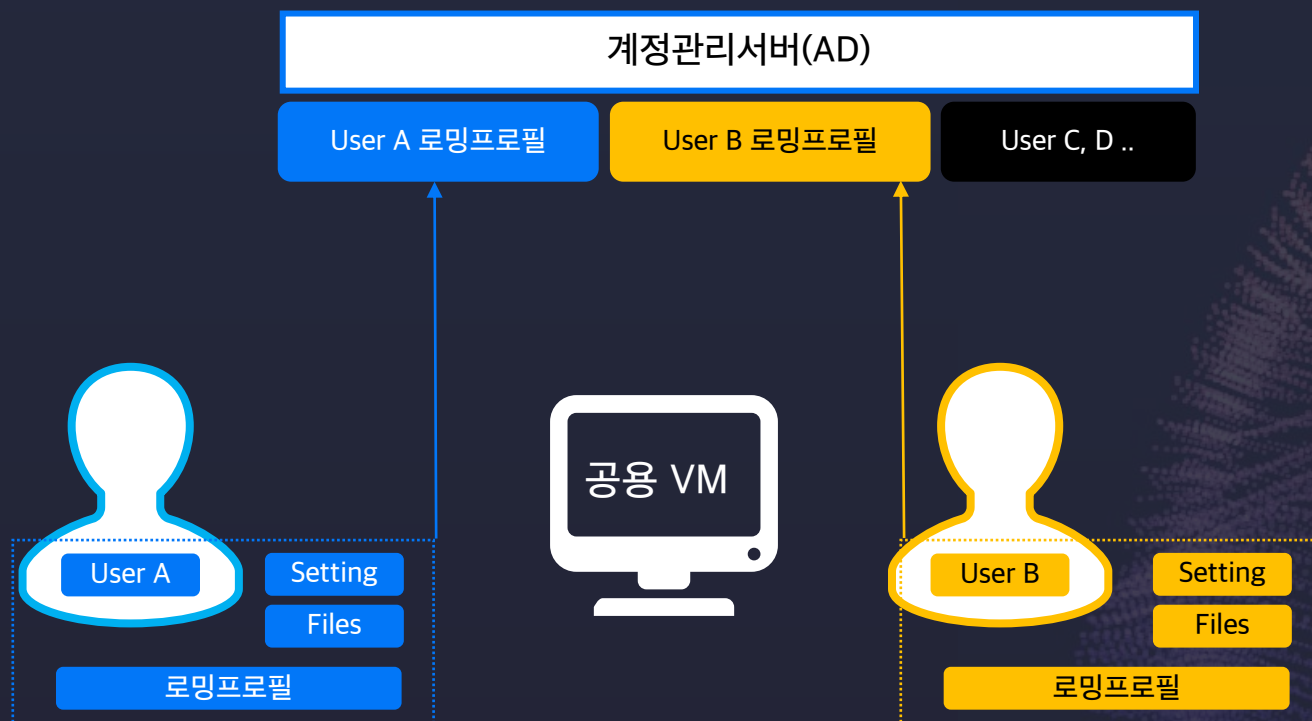 계정관리서버(AD)
User A 로밍프로필
User B 로밍프로필
User C, D ..
공용 VM
User A
Setting
Files
로밍프로필
User B
Setting
Files
로밍프로필